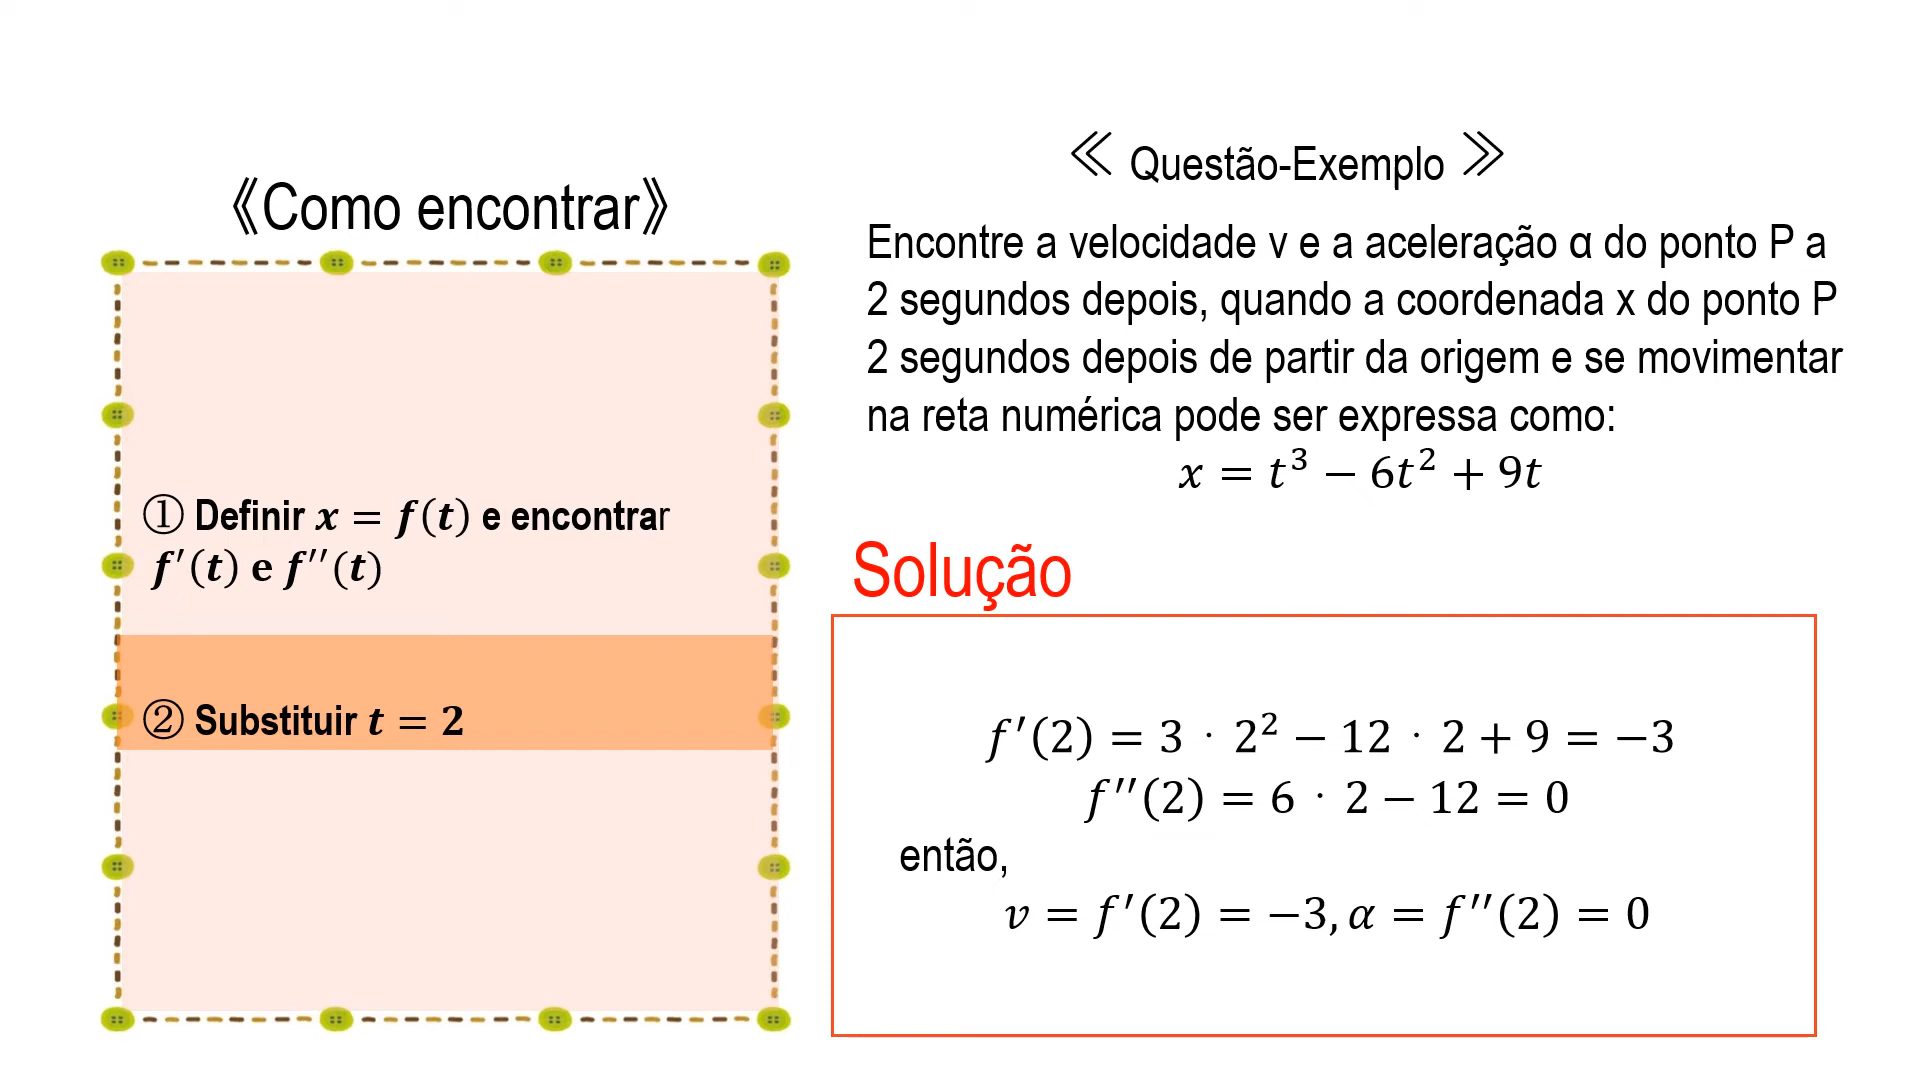 《Como encontrar》
① Definir x = f(t) e encontrar
f′(t) e f′′(t)
② Substituir t = 2
≪ Questão-Exemplo ≫
Encontre a velocidade v e a aceleração α do ponto P a
2 segundos depois, quando a coordenada x do ponto P
2 segundos depois de partir da origem e se movimentar
na reta numérica pode ser expressa como:
x = t³ − 6t² + 9t
Solução
f′(2) = 3 · 2² − 12 · 2 + 9 = −3
f′′(2) = 6 · 2 − 12 = 0
então,
v = f′(2) = −3, α = f′′(2) = 0